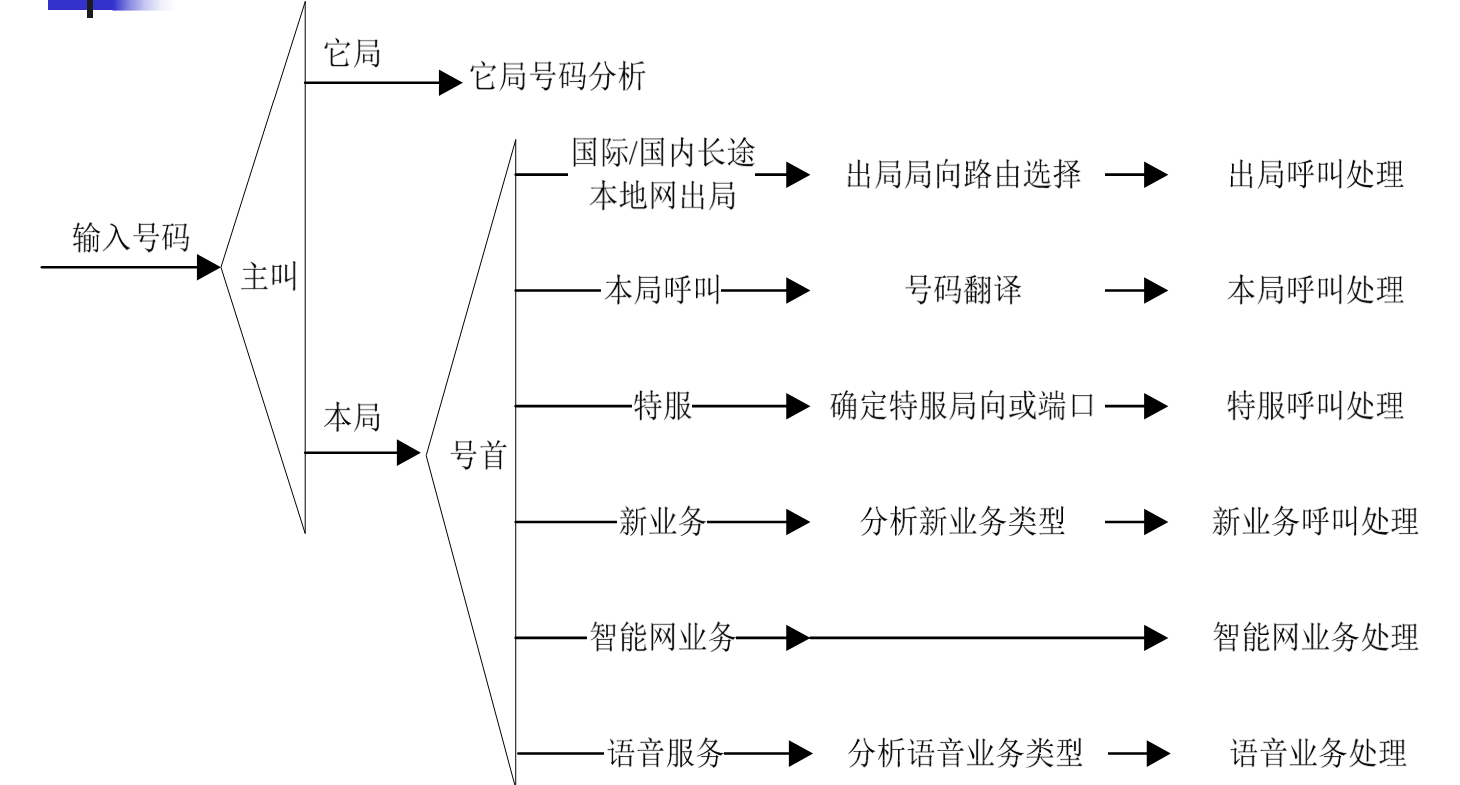 它局
它局号码分析
输入号码
主叫
本局
号首
国际/国内长途
本地网出局
出局局向路由选择
出局呼叫处理
本局呼叫
号码翻译
本局呼叫处理
特服
确定特服局向或端口
特服呼叫处理
新业务
分析新业务类型
新业务呼叫处理
智能网业务
智能网业务处理
语音服务
分析语音业务类型
语音业务处理